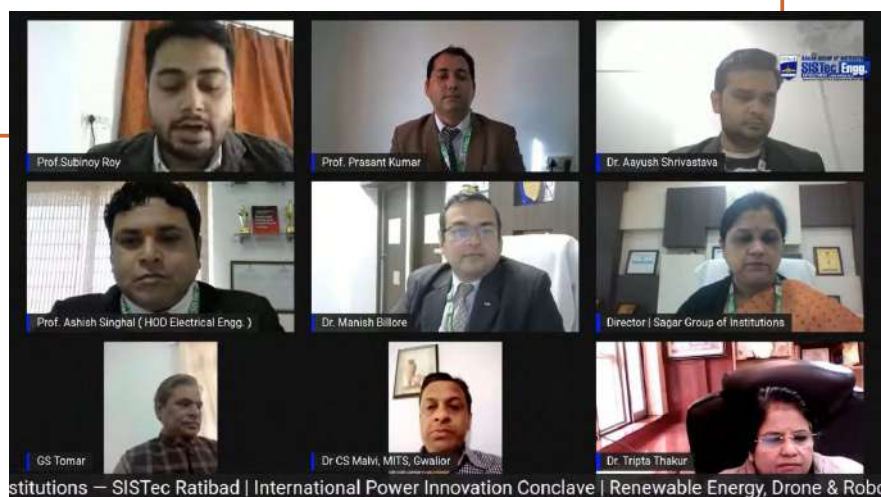 SISTec Engg.
Prof.Subinoy Roy
Prof. Prasant Kumar
Dr. Aayush Shrivastava
Prof. Ashish Singhal ( HOD Electrical Engg. )
Dr. Manish Billore
Director | Sagar Group of Institutions
GS Tomar
Dr CS Malvi, MITS, Gwalior
Dr. Tripta Thakur
stitutions — SISTec Ratibad | International Power Innovation Conclave | Renewable Energy, Drone & Robo